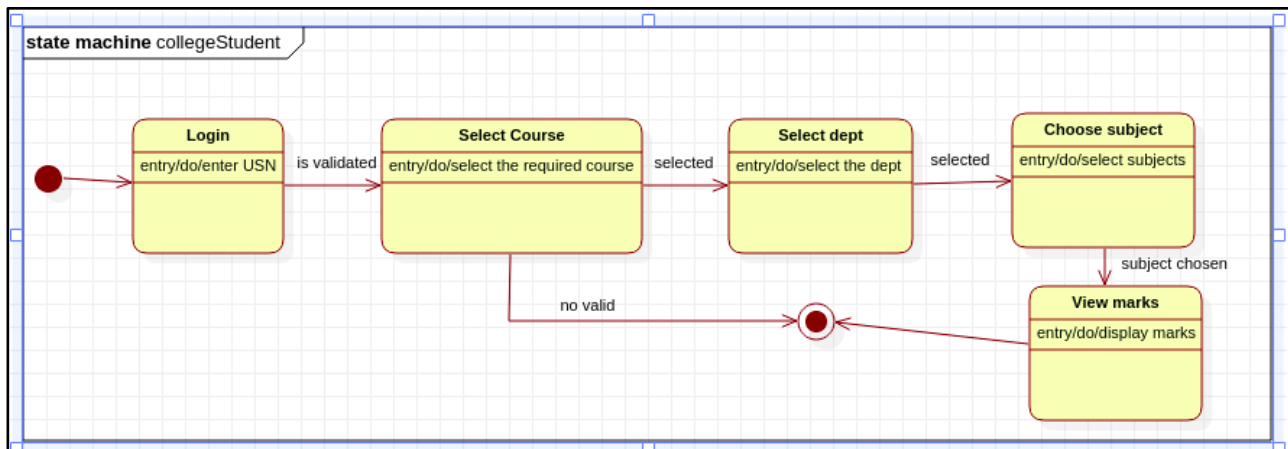 state machine collegeStudent
Login
entry/do/enter USN
is validated
Select Course
entry/do/select the required course
selected
Select dept
entry/do/select the dept
selected
Choose subject
entry/do/select subjects
subject chosen
no valid
View marks
entry/do/display marks